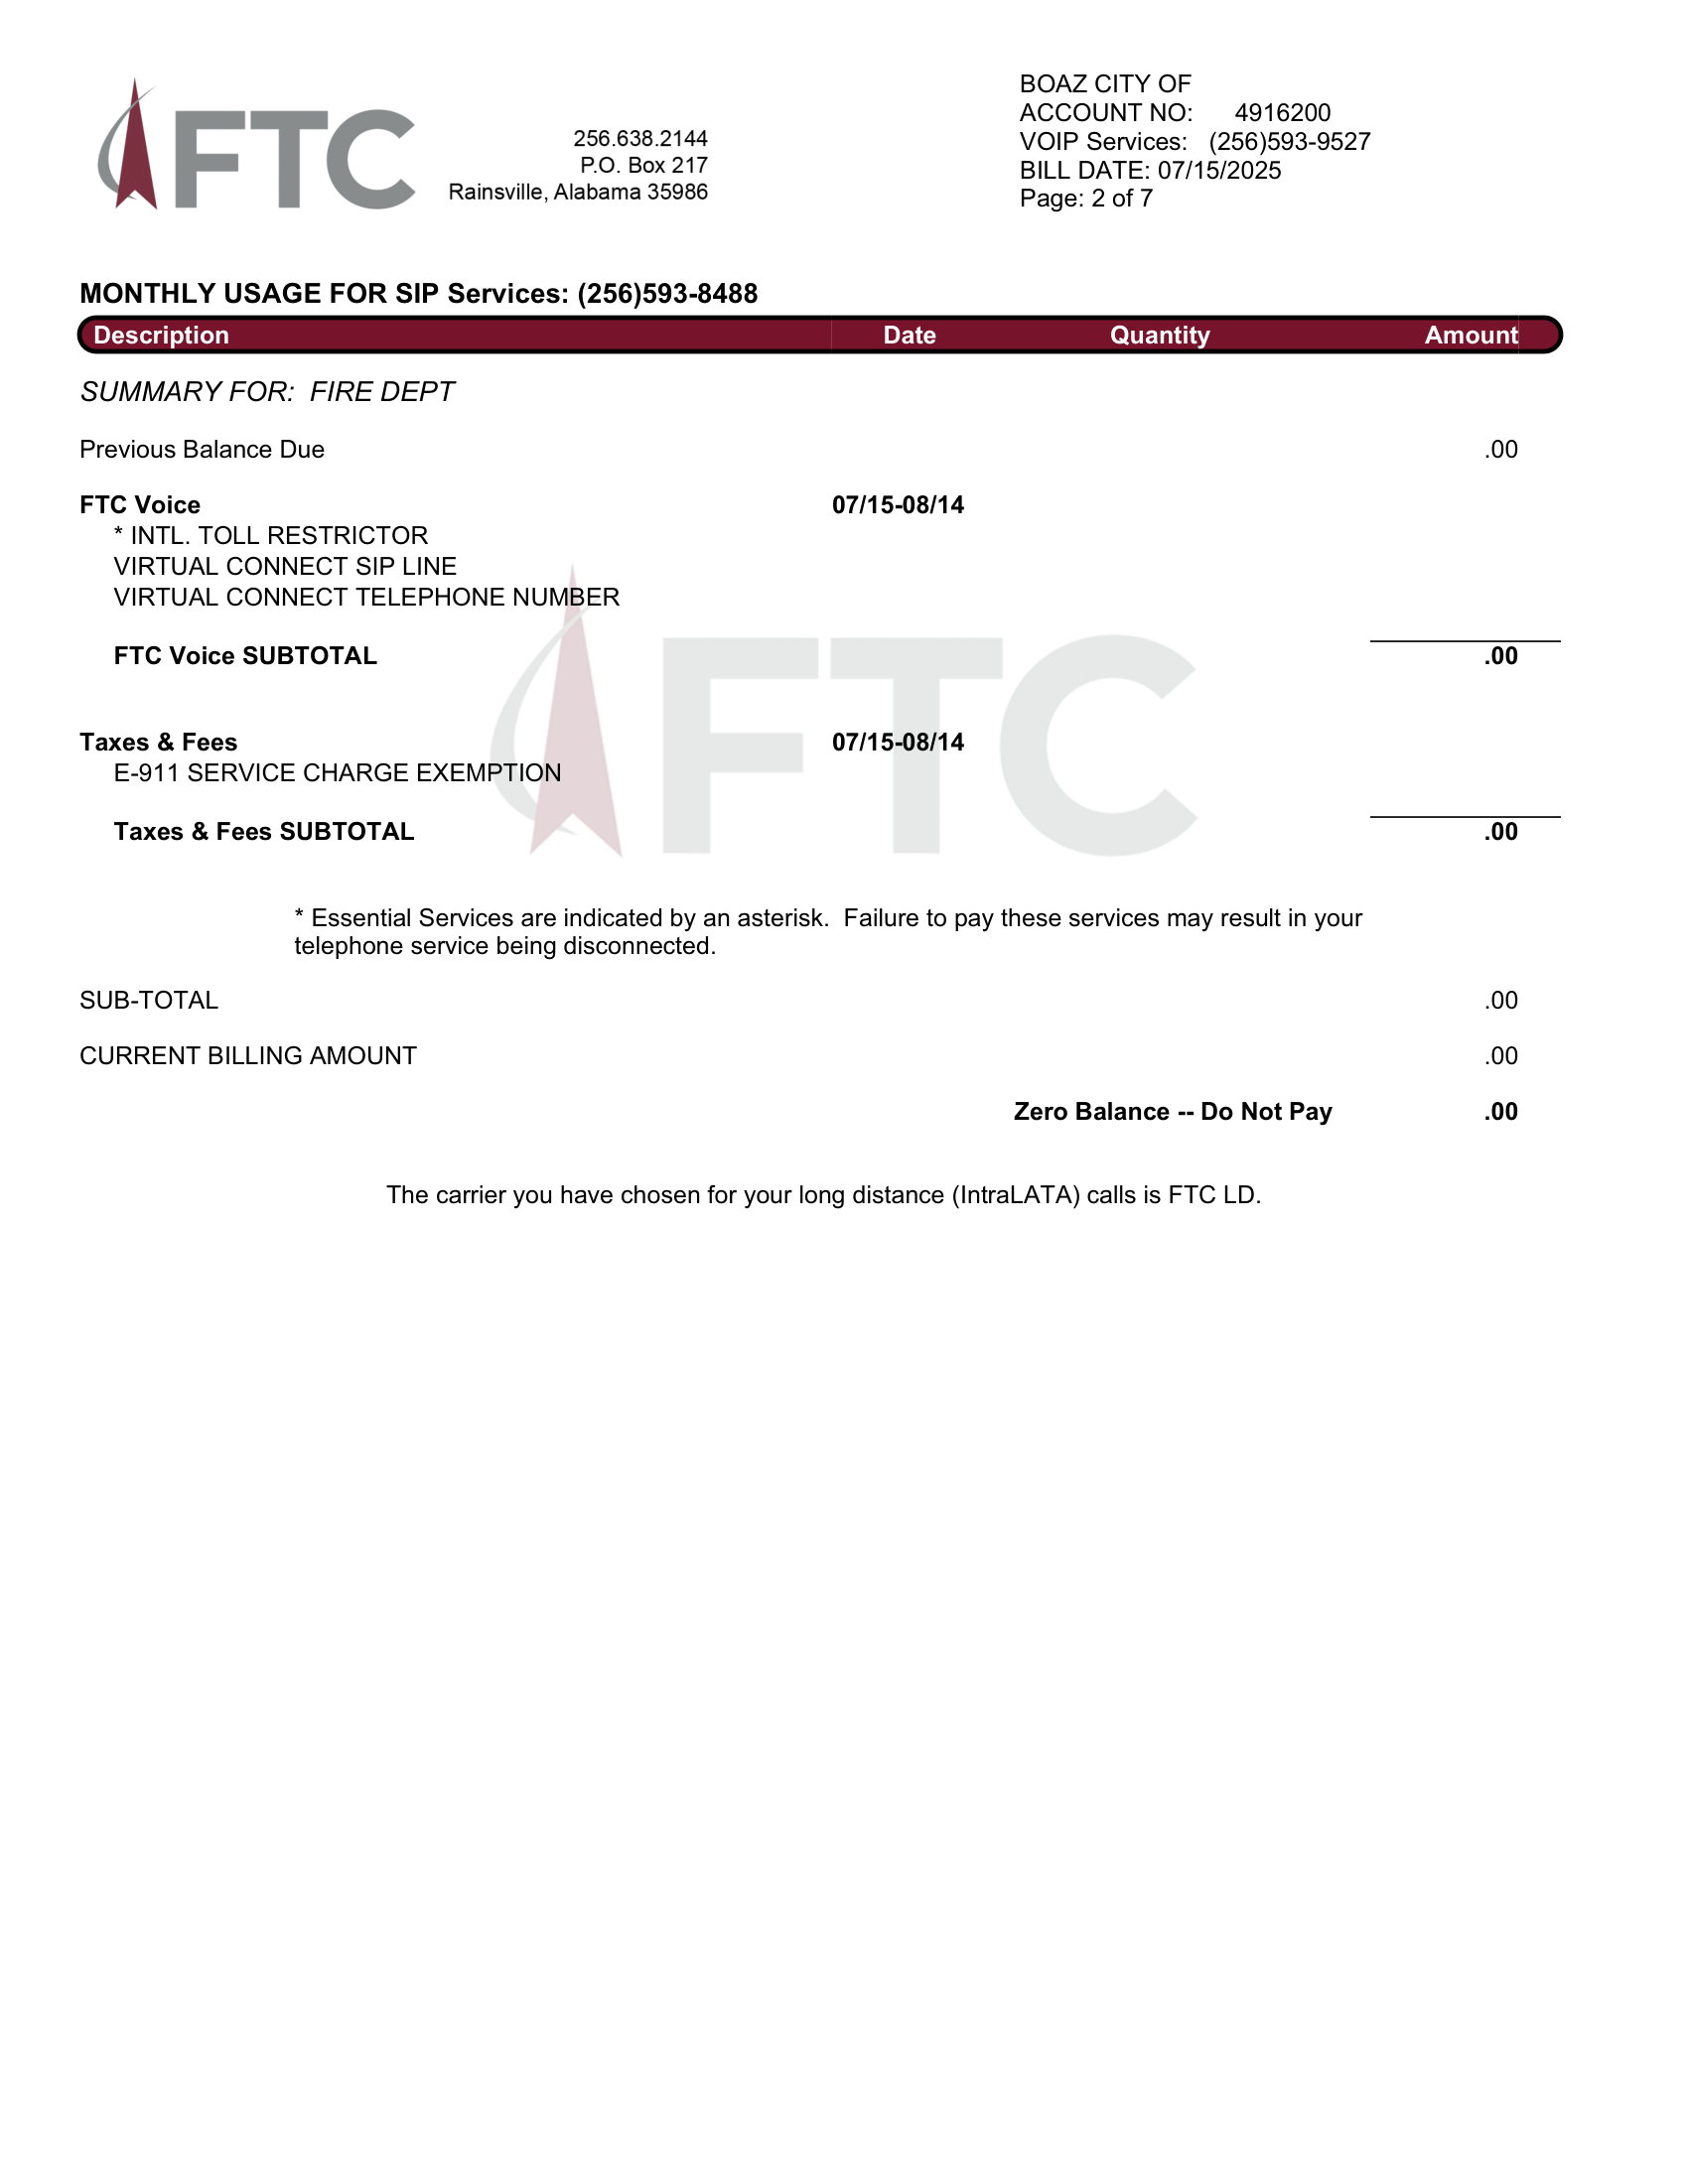 FTC
256.638.2144
P.O. Box 217
Rainsville, Alabama 35986
BOAZ CITY OF
ACCOUNT NO: 4916200
VOIP Services: (256)593-9527
BILL DATE: 07/15/2025
Page: 2 of 7
MONTHLY USAGE FOR SIP Services: (256)593-8488
Description Date Quantity Amount
SUMMARY FOR: FIRE DEPT
Previous Balance Due .00
FTC Voice 07/15-08/14
* INTL. TOLL RESTRICTOR
VIRTUAL CONNECT SIP LINE
VIRTUAL CONNECT TELEPHONE NUMBER
FTC Voice SUBTOTAL .00
FTC
Taxes & Fees 07/15-08/14
E-911 SERVICE CHARGE EXEMPTION
Taxes & Fees SUBTOTAL .00
* Essential Services are indicated by an asterisk. Failure to pay these services may result in your
telephone service being disconnected.
SUB-TOTAL .00
CURRENT BILLING AMOUNT .00
Zero Balance -- Do Not Pay .00
The carrier you have chosen for your long distance (IntraLATA) calls is FTC LD.